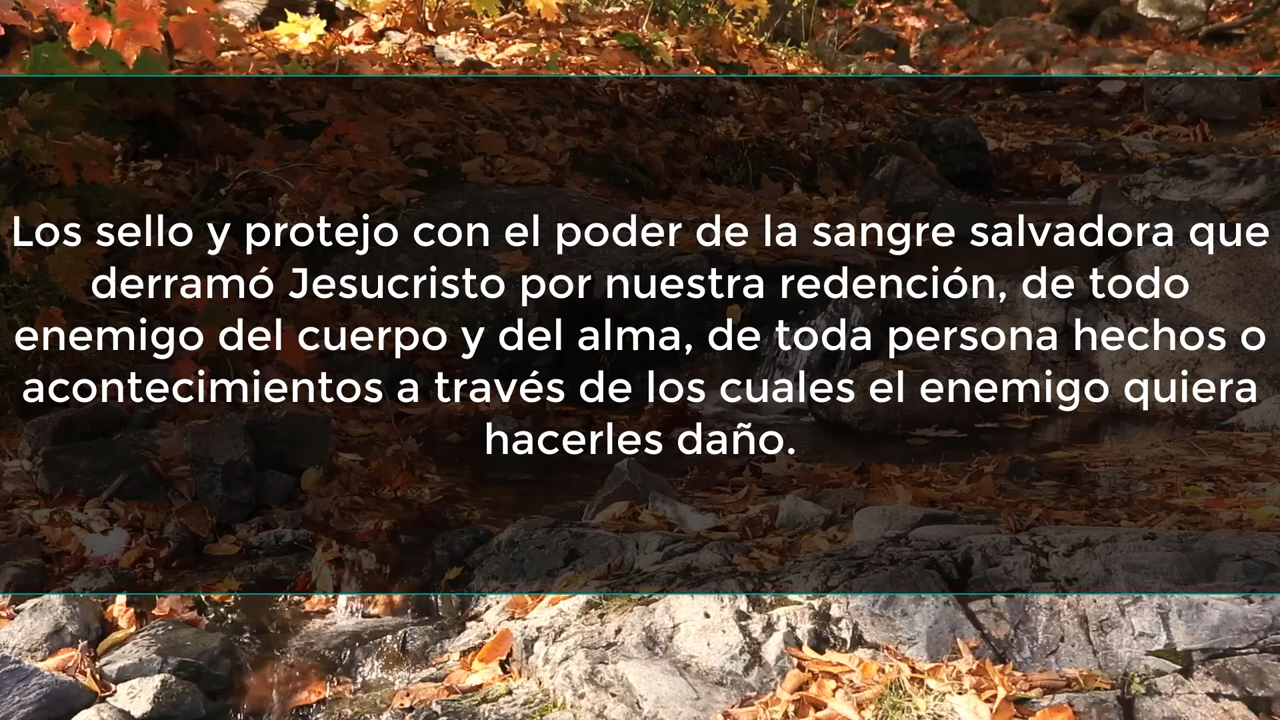 Los sello y protejo con el poder de la sangre salvadora que
derramó Jesucristo por nuestra redención, de todo
enemigo del cuerpo y del alma, de toda persona hechos o
acontecimientos a través de los cuales el enemigo quiera
hacerles daño.